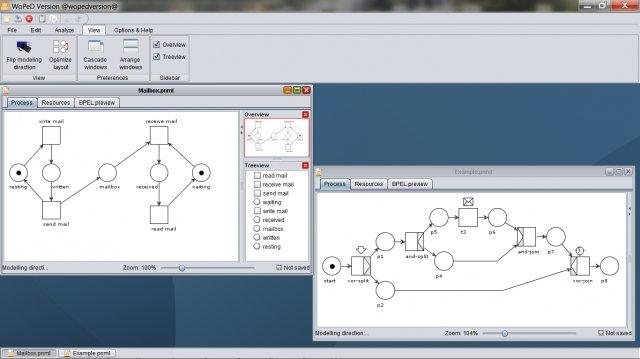 WoPeD Version @wopedversion@
File Edit Analyze View Options & Help
Flip modeling direction
Optimize layout
View
Cascade windows
Arrange windows
Preferences
Overview
Treeview
Sidebar
Mailbox.pnml
Process Resources BPEL preview
write mail
receive mail
resting
written
mailbox
received
waiting
send mail
read mail
Overview
Treeview
read mail
receive mail
send mail
waiting
write mail
received
mailbox
written
resting
Modelling directi...
Zoom: 100%
Not saved
Example.pnml
Process Resources BPEL preview
p5
t3
p6
p1
and-split
and-join
p7
p4
start
xor-split
xor-join
p8
p2
Modelling direction:...
Zoom: 104%
Not saved
Mailbox.pnml
Example.pnml